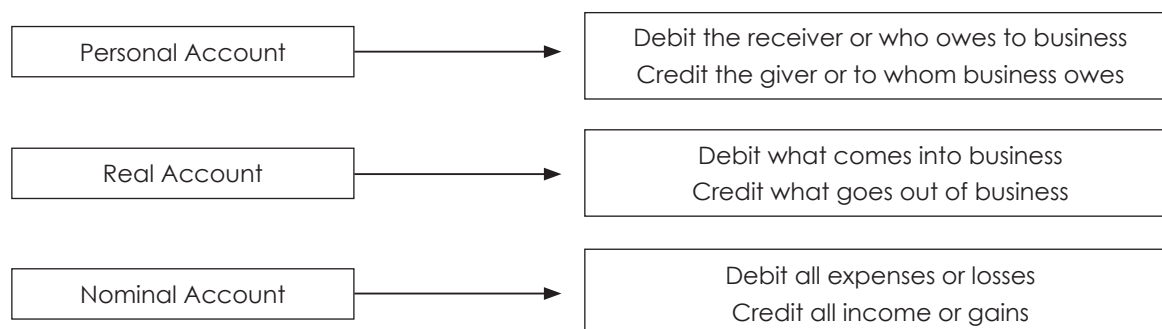 Personal Account
Debit the receiver or who owes to business
Credit the giver or to whom business owes
Real Account
Debit what comes into business
Credit what goes out of business
Nominal Account
Debit all expenses or losses
Credit all income or gains